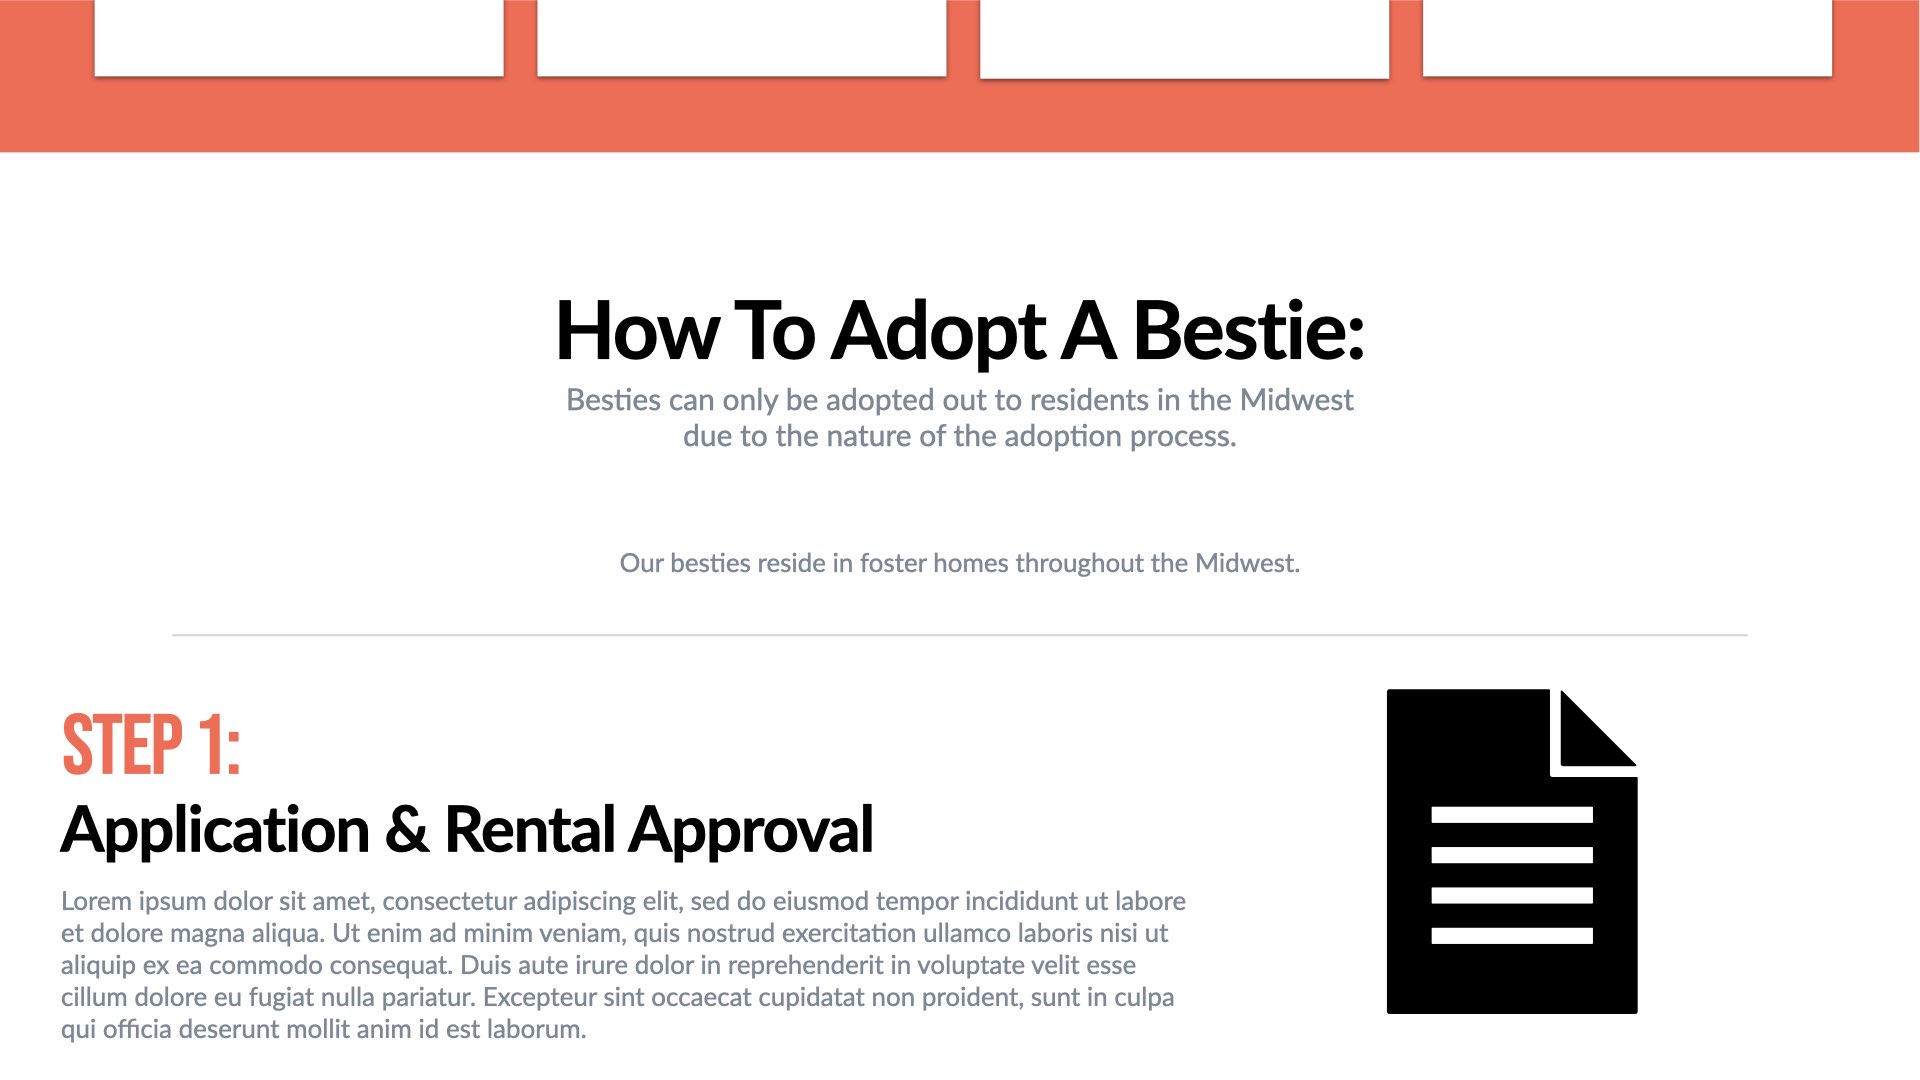 How To Adopt A Bestie:
Besties can only be adopted out to residents in the Midwest
due to the nature of the adoption process.
Our besties reside in foster homes throughout the Midwest.
STEP 1:
Application & Rental Approval
Lorem ipsum dolor sit amet, consectetur adipiscing elit, sed do eiusmod tempor incididunt ut labore
et dolore magna aliqua. Ut enim ad minim veniam, quis nostrud exercitation ullamco laboris nisi ut
aliquip ex ea commodo consequat. Duis aute irure dolor in reprehenderit in voluptate velit esse
cillum dolore eu fugiat nulla pariatur. Excepteur sint occaecat cupidatat non proident, sunt in culpa
qui officia deserunt mollit anim id est laborum.